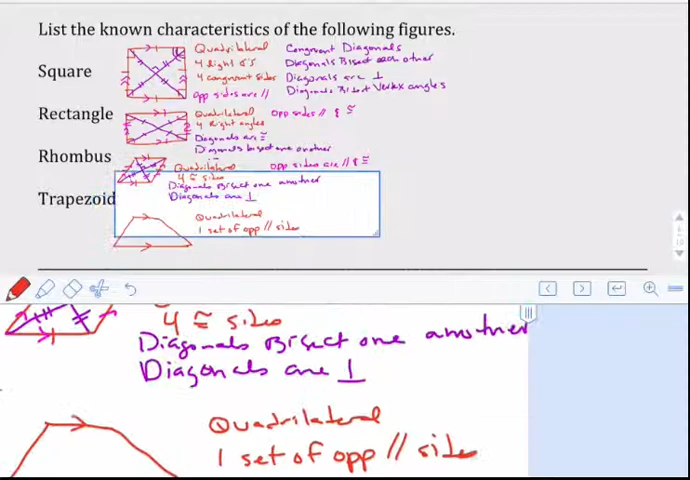 List the known characteristics of the following figures.
Square
Quadrilateral
4 Right ∠'s
4 congruent sides
opp sides are //
Congruent Diagonals
Diagonals Bisect each other
Diagonals are ⊥
Diagonals Bisect Vertex angles
Rectangle
Quadrilateral
4 Right angles
Diagonals are ≅
Diagonals bisect one another
opp sides // & ≅
Rhombus
Quadrilateral
4 ≅ sides
Diagonals Bisect one another
Diagonals are ⊥
opp sides are // & ≅
Trapezoid
Quadrilateral
1 set of opp // sides
4 ≅ sides
Diagonals Bisect one another
Diagonals are ⊥
Quadrilateral
1 set of opp // sides